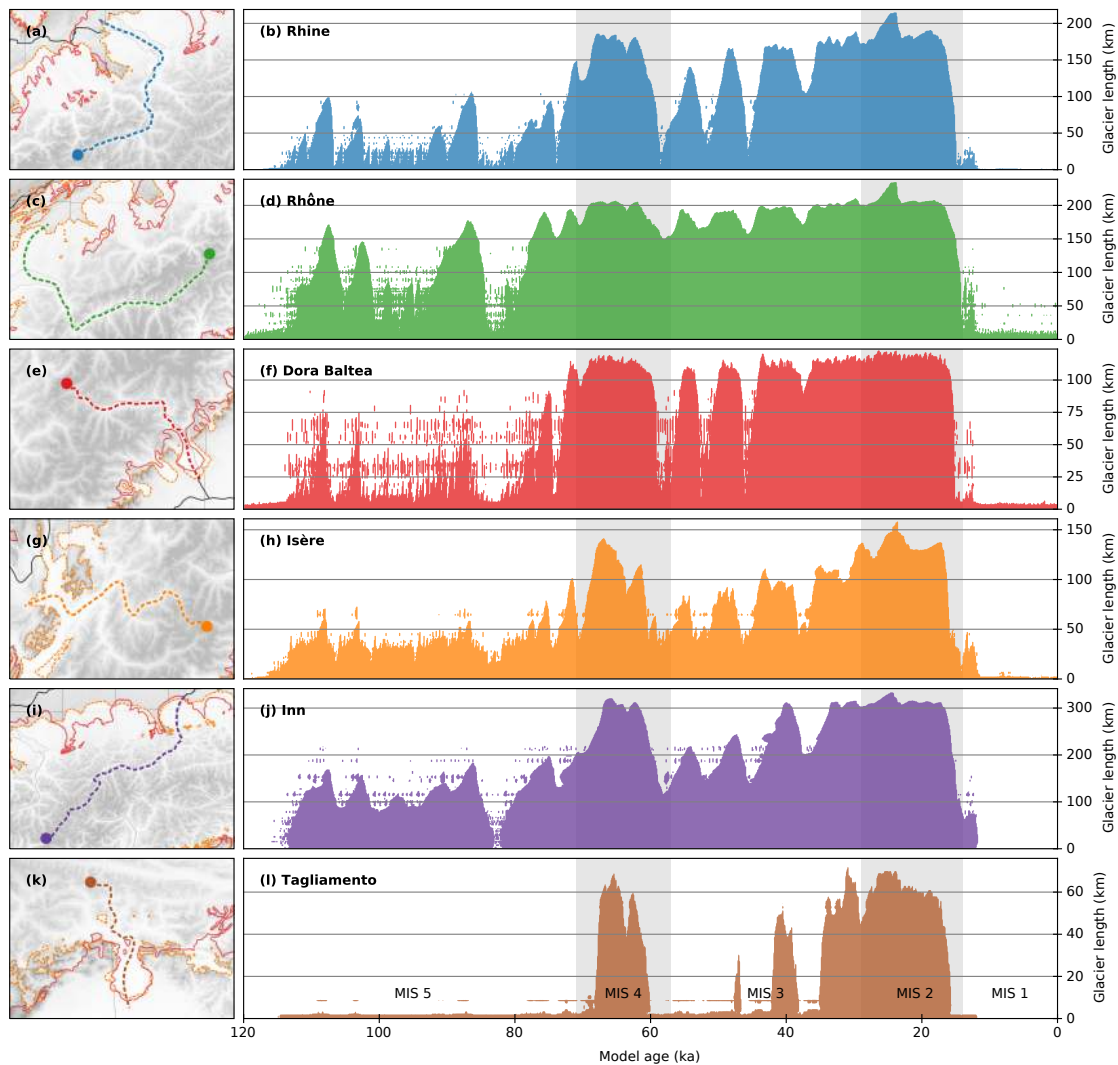 (a)
(b) Rhine
0
50
100
150
200
Glacier length (km)
(c)
(d) Rhône
0
50
100
150
200
Glacier length (km)
(e)
(f) Dora Baltea
0
25
50
75
100
Glacier length (km)
(g)
(h) Isère
0
50
100
150
Glacier length (km)
(i)
(j) Inn
0
100
200
300
Glacier length (km)
(k)
(l) Tagliamento
MIS 5
MIS 4
MIS 3
MIS 2
MIS 1
0
20
40
60
Glacier length (km)
120
100
80
60
40
20
0
Model age (ka)